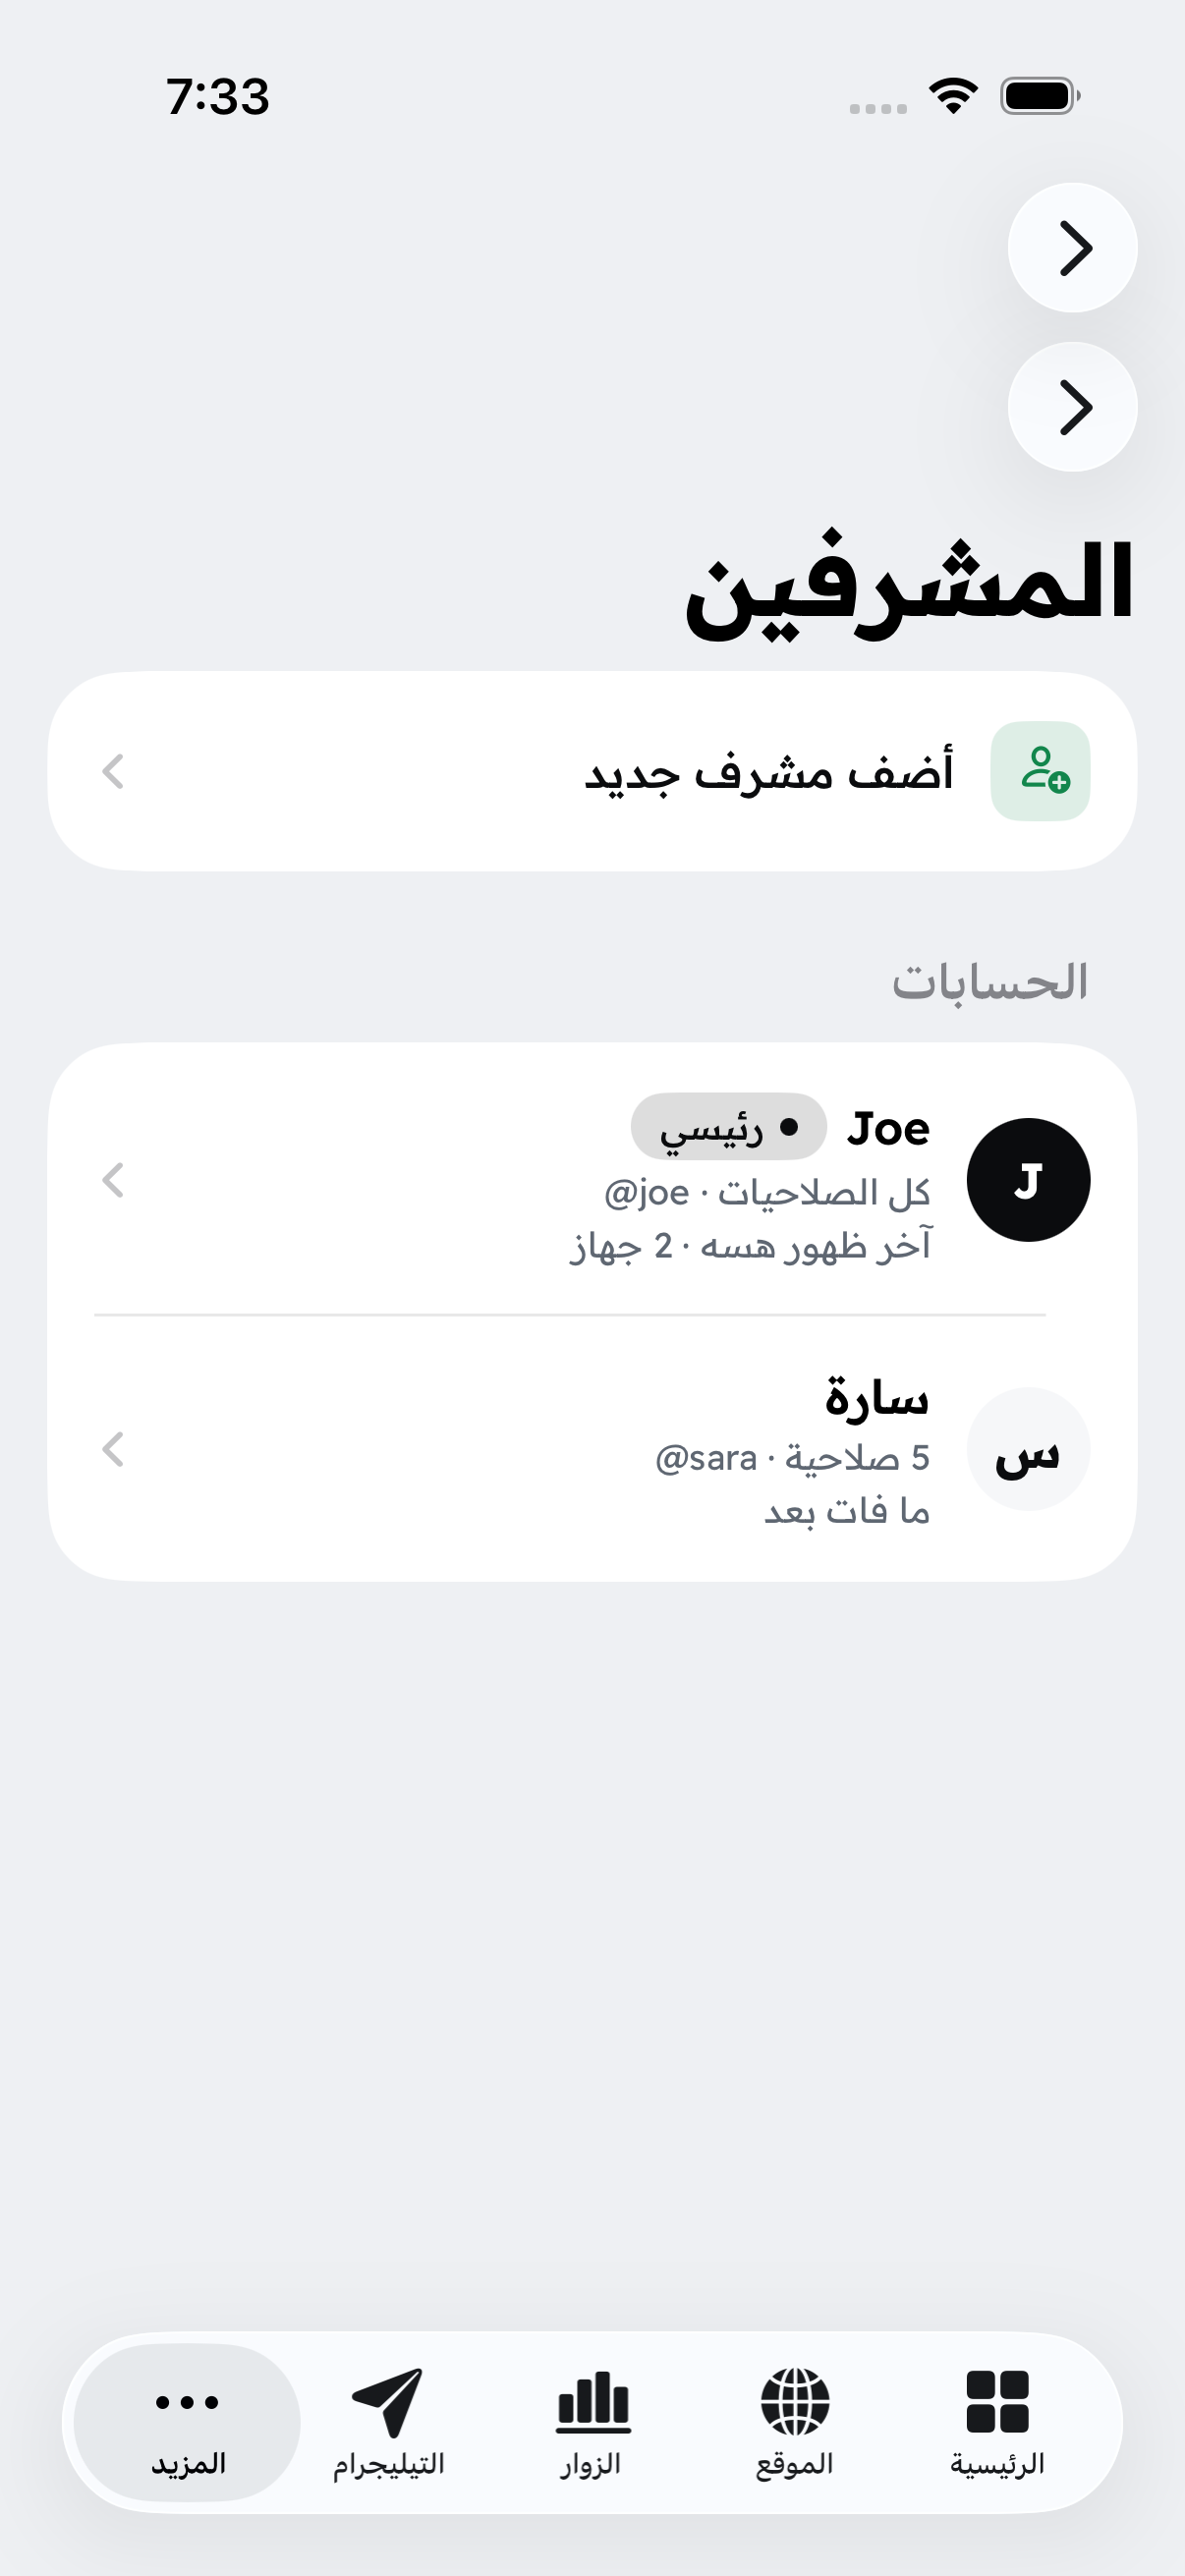 7:33
المشرفين
أضف مشرف جديد
الحسابات
J
Joe
رئيسي
كل الصلاحيات · @joe
آخر ظهور هسه · 2 جهاز
س
سارة
5 صلاحية · @sara
ما فات بعد
الرئيسية
الموقع
الزوار
التيليجرام
المزيد